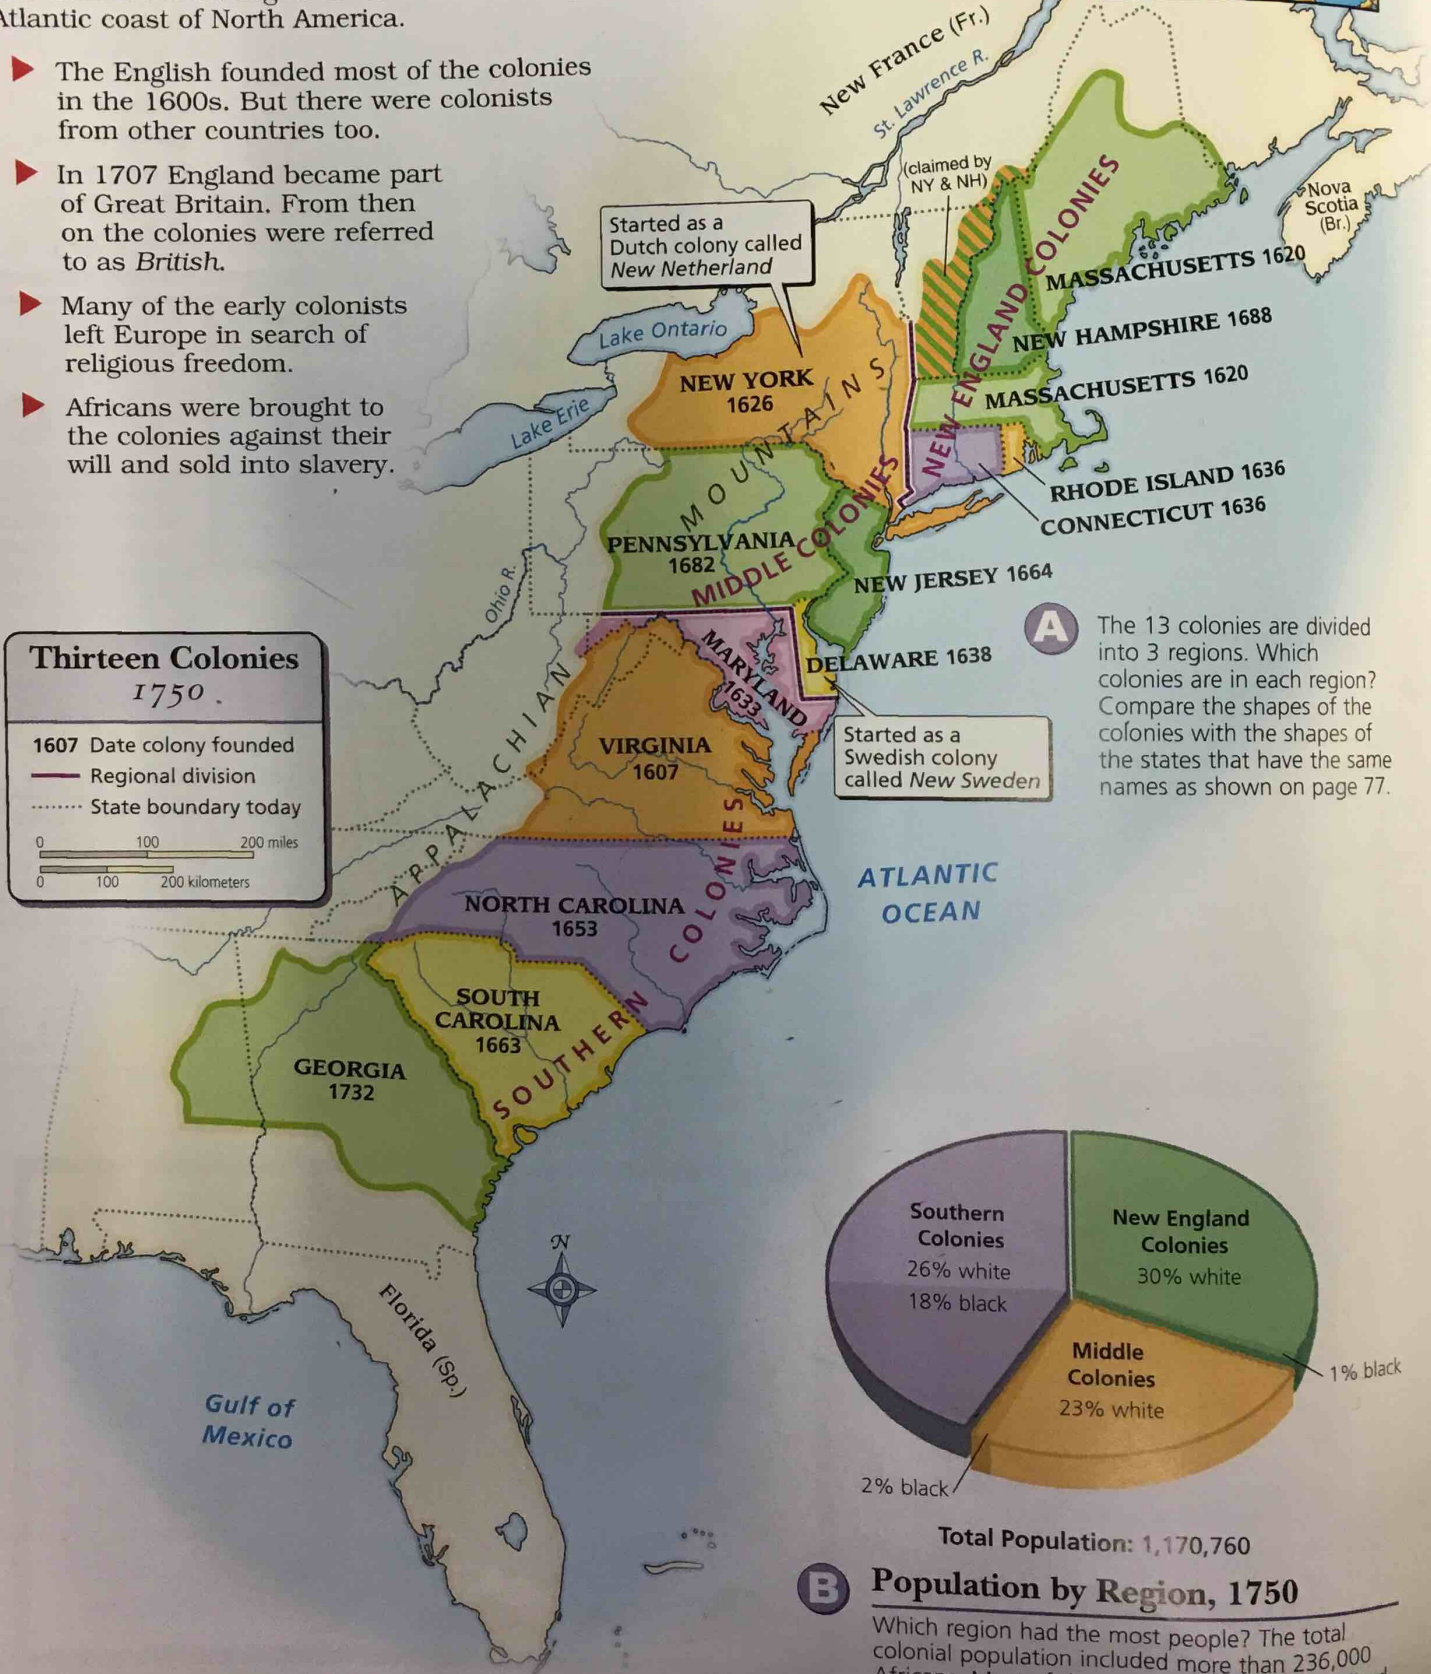 Atlantic coast of North America.
The English founded most of the colonies
in the 1600s. But there were colonists
from other countries too.
In 1707 England became part
of Great Britain. From then
on the colonies were referred
to as British.
Many of the early colonists
left Europe in search of
religious freedom.
Africans were brought to
the colonies against their
will and sold into slavery.
New France (Fr.)
St. Lawrence R.
(claimed by
NY & NH)
Nova
Scotia
(Br.)
Started as a
Dutch colony called
New Netherland
Lake Ontario
Lake Erie
NEW YORK
1626
NEW ENGLAND COLONIES
MASSACHUSETTS 1620
NEW HAMPSHIRE 1688
MASSACHUSETTS 1620
RHODE ISLAND 1636
CONNECTICUT 1636
APPALACHIAN MOUNTAINS
PENNSYLVANIA
1682
MIDDLE COLONIES
NEW JERSEY 1664
Ohio R.
MARYLAND
1633
DELAWARE 1638
Started as a
Swedish colony
called New Sweden
A
The 13 colonies are divided
into 3 regions. Which
colonies are in each region?
Compare the shapes of the
colonies with the shapes of
the states that have the same
names as shown on page 77.
Thirteen Colonies
1750
1607 Date colony founded
Regional division
State boundary today
0 100 200 miles
0 100 200 kilometers
VIRGINIA
1607
SOUTHERN COLONIES
NORTH CAROLINA
1653
SOUTH
CAROLINA
1663
GEORGIA
1732
ATLANTIC
OCEAN
N
Florida (Sp.)
Gulf of
Mexico
Southern
Colonies
26% white
18% black
New England
Colonies
30% white
1% black
Middle
Colonies
23% white
2% black
Total Population: 1,170,760
B
Population by Region, 1750
Which region had the most people? The total
colonial population included more than 236,000